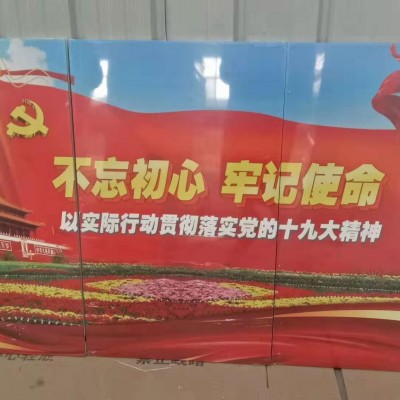 不忘初心 牢记使命
以实际行动贯彻落实党的十九大精神